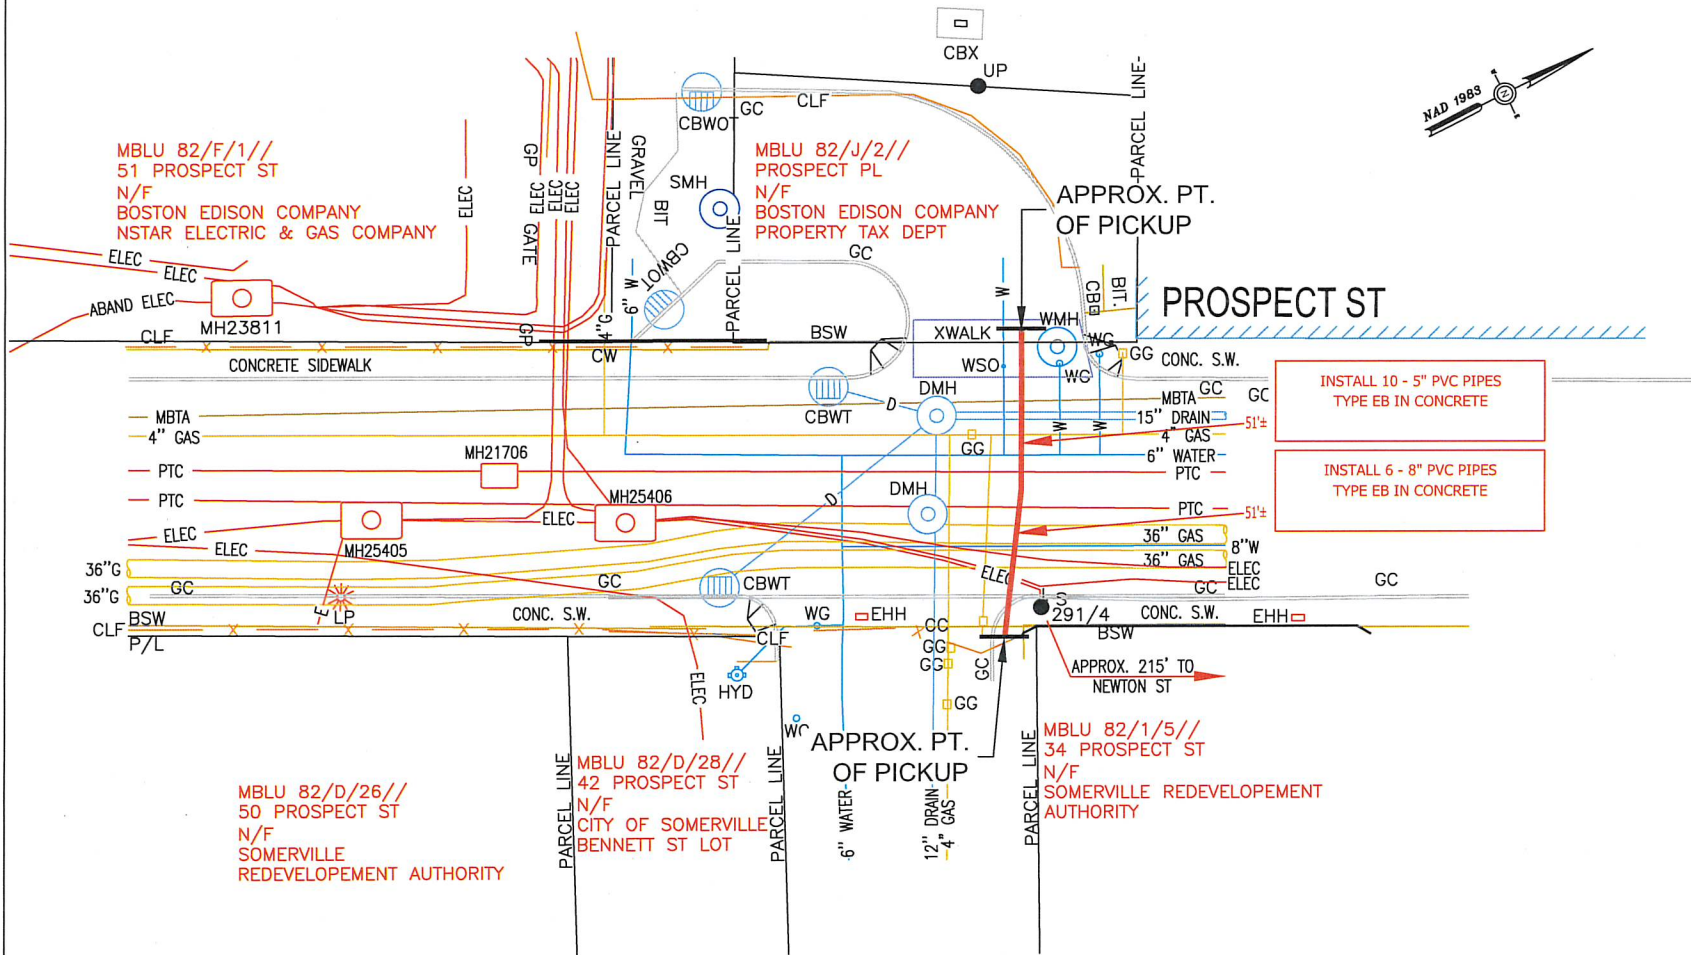 CBX
UP
NAD 1983
N
CBWOT
GC
CLF
PARCEL LINE
MBLU 82/F/1//
51 PROSPECT ST
N/F
BOSTON EDISON COMPANY
NSTAR ELECTRIC & GAS COMPANY
ELEC
GP
GATE
ELEC
ELEC
ELEC
PARCEL LINE
GRAVEL
BIT
SMH
MBLU 82/J/2//
PROSPECT PL
N/F
BOSTON EDISON COMPANY
PROPERTY TAX DEPT
PARCEL LINE
APPROX. PT.
OF PICKUP
ELEC
ELEC
ABAND ELEC
MH23811
CBWOT
6" W
4"G
GC
W
CB
BIT.
PROSPECT ST
CLF
GP
CW
BSW
XWALK
WMH
WG
GG
CONC. S.W.
CONCRETE SIDEWALK
WSO
WG
INSTALL 10 - 5" PVC PIPES
TYPE EB IN CONCRETE
CBWT
D
DMH
MBTA
GC
GC
MBTA
15" DRAIN
51'±
4" GAS
W
W
4" GAS
GG
6" WATER
MH21706
PTC
PTC
INSTALL 6 - 8" PVC PIPES
TYPE EB IN CONCRETE
PTC
MH25406
D
DMH
PTC
51'±
ELEC
ELEC
MH25405
ELEC
36" GAS
8"W
36" GAS
36"G
ELEC
GC
CBWT
ELEC
GC
ELEC
GC
36"G
GC
E
LP
S
BSW
CONC. S.W.
WG
EHH
291/4
CONC. S.W.
EHH
CLF
P/L
CLF
BSW
GG
GG
GC
APPROX. 215' TO
NEWTON ST
ELEC
HYD
GG
WG
APPROX. PT.
OF PICKUP
MBLU 82/1/5//
34 PROSPECT ST
N/F
SOMERVILLE REDEVELOPEMENT
AUTHORITY
PARCEL LINE
MBLU 82/D/28//
42 PROSPECT ST
N/F
CITY OF SOMERVILLE
BENNETT ST LOT
PARCEL LINE
6" WATER
12" DRAIN
4" GAS
PARCEL LINE
MBLU 82/D/26//
50 PROSPECT ST
N/F
SOMERVILLE
REDEVELOPEMENT AUTHORITY